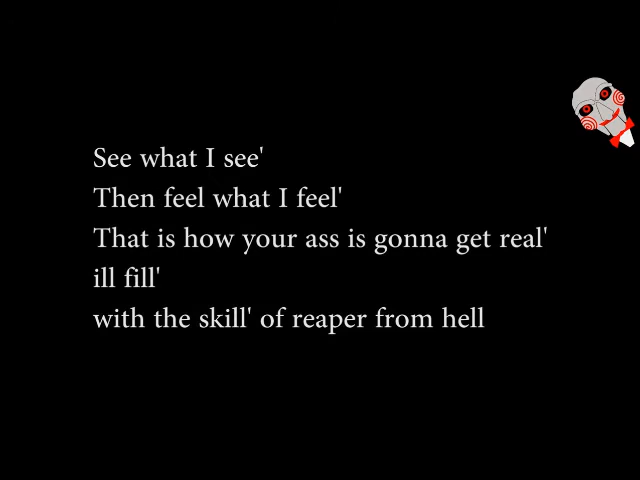 See what I see'
Then feel what I feel'
That is how your ass is gonna get real'
ill fill'
with the skill' of reaper from hell